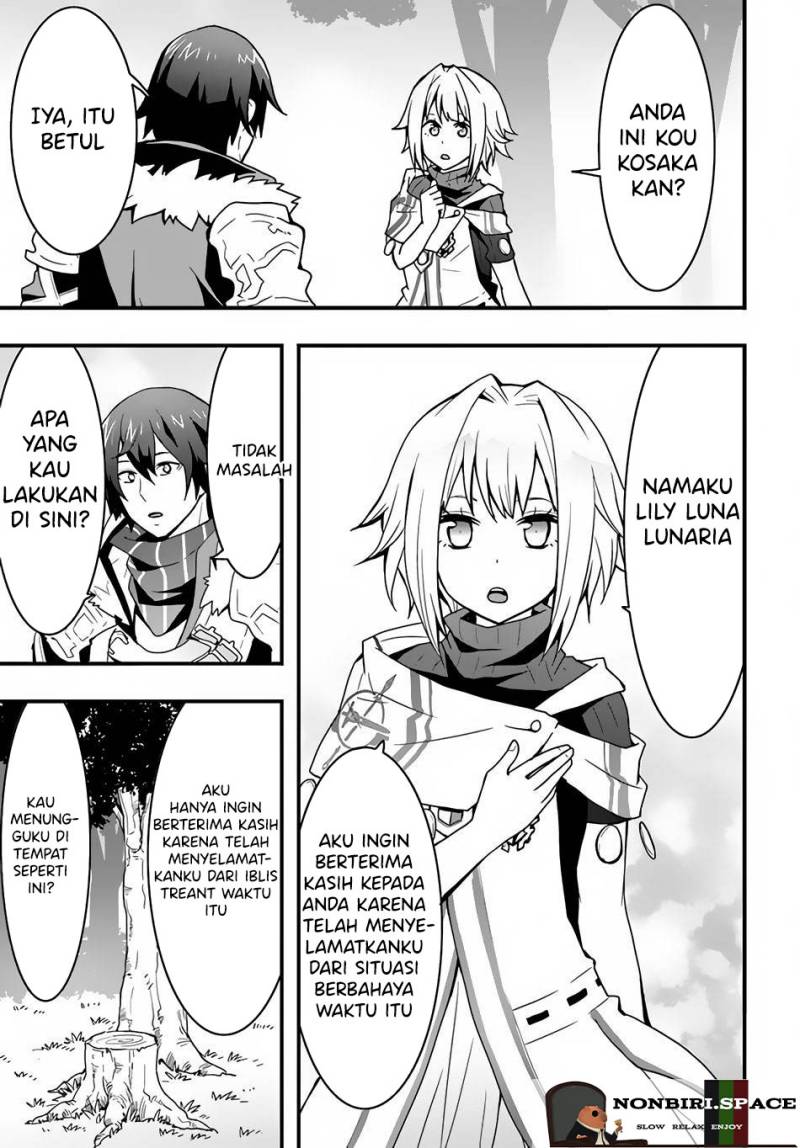 ANDA
INI KOU
KOSAKA
KAN?
IYA, ITU
BETUL
NAMAKU
LILY LUNA
LUNARIA
AKU INGIN
BERTERIMA
KASIH KEPADA
ANDA KARENA
TELAH MENYE-
LAMATKANKU
DARI SITUASI
BERBAHAYA
WAKTU ITU
TIDAK
MASALAH
APA
YANG
KAU
LAKUKAN
DI SINI?
AKU
HANYA INGIN
BERTERIMA KASIH
KARENA TELAH
MENYELAMAT-
KANKU DARI IBLIS
TREANT WAKTU
ITU
KAU
MENUNG-
GUKU DI
TEMPAT
SEPERTI
INI?
NONBIRI.SPACE
SLOW RELAX ENJOY